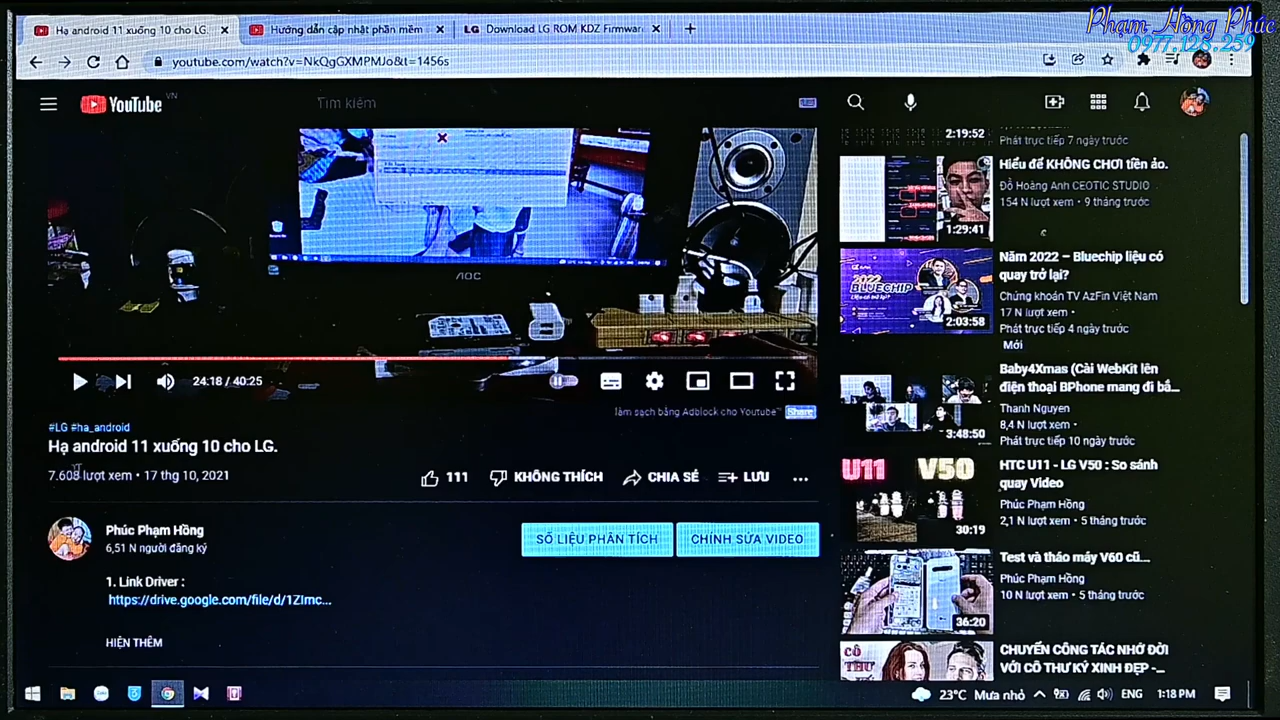 Phạm Hồng Phúc
0977.128.259
Hạ android 11 xuống 10 cho LG.
Hướng dẫn cập nhật phần mềm
LG Download LG ROM KDZ Firmwar
youtube.com/watch?v=NkQgGXMPMJo&t=1456s
YouTube VN
Tìm kiếm
AOC
24:18 / 40:25
làm sạch bằng Adblock cho Youtube™ Share
#LG #ha_android
Hạ android 11 xuống 10 cho LG.
7.608 lượt xem • 17 thg 10, 2021
111 KHÔNG THÍCH CHIA SẺ LƯU
Phúc Phạm Hồng
6,51 N người đăng ký
SỐ LIỆU PHÂN TÍCH
CHỈNH SỬA VIDEO
1. Link Driver :
https://drive.google.com/file/d/1ZImc...
HIỆN THÊM
2:19:52
Phát trực tiếp 7 ngày trước
Hiểu để KHÔNG CHƠI tiền ảo.
Đỗ Hoàng Anh CEOTIC STUDIO
154 N lượt xem • 9 tháng trước
1:29:41
Năm 2022 – Bluechip liệu có
quay trở lại?
Chứng khoán TV AzFin Việt Nam
17 N lượt xem •
Phát trực tiếp 4 ngày trước
Mới
2022
BLUECHIP
2:03:58
Baby4Xmas (Cài WebKit lên
điện thoại BPhone mang đi bắ...
Thanh Nguyen
8,4 N lượt xem •
Phát trực tiếp 10 ngày trước
3:48:50
U11 V50
HTC U11 - LG V50 : So sánh
quay Video
Phúc Phạm Hồng
2,1 N lượt xem • 5 tháng trước
30:19
Test và tháo máy V60 cũ...
Phúc Phạm Hồng
10 N lượt xem • 5 tháng trước
36:20
CÔ
THƯ
CHUYẾN CÔNG TÁC NHỚ ĐỜI
VỚI CÔ THƯ KÝ XINH ĐẸP -...
23°C Mưa nhỏ ENG 1:18 PM